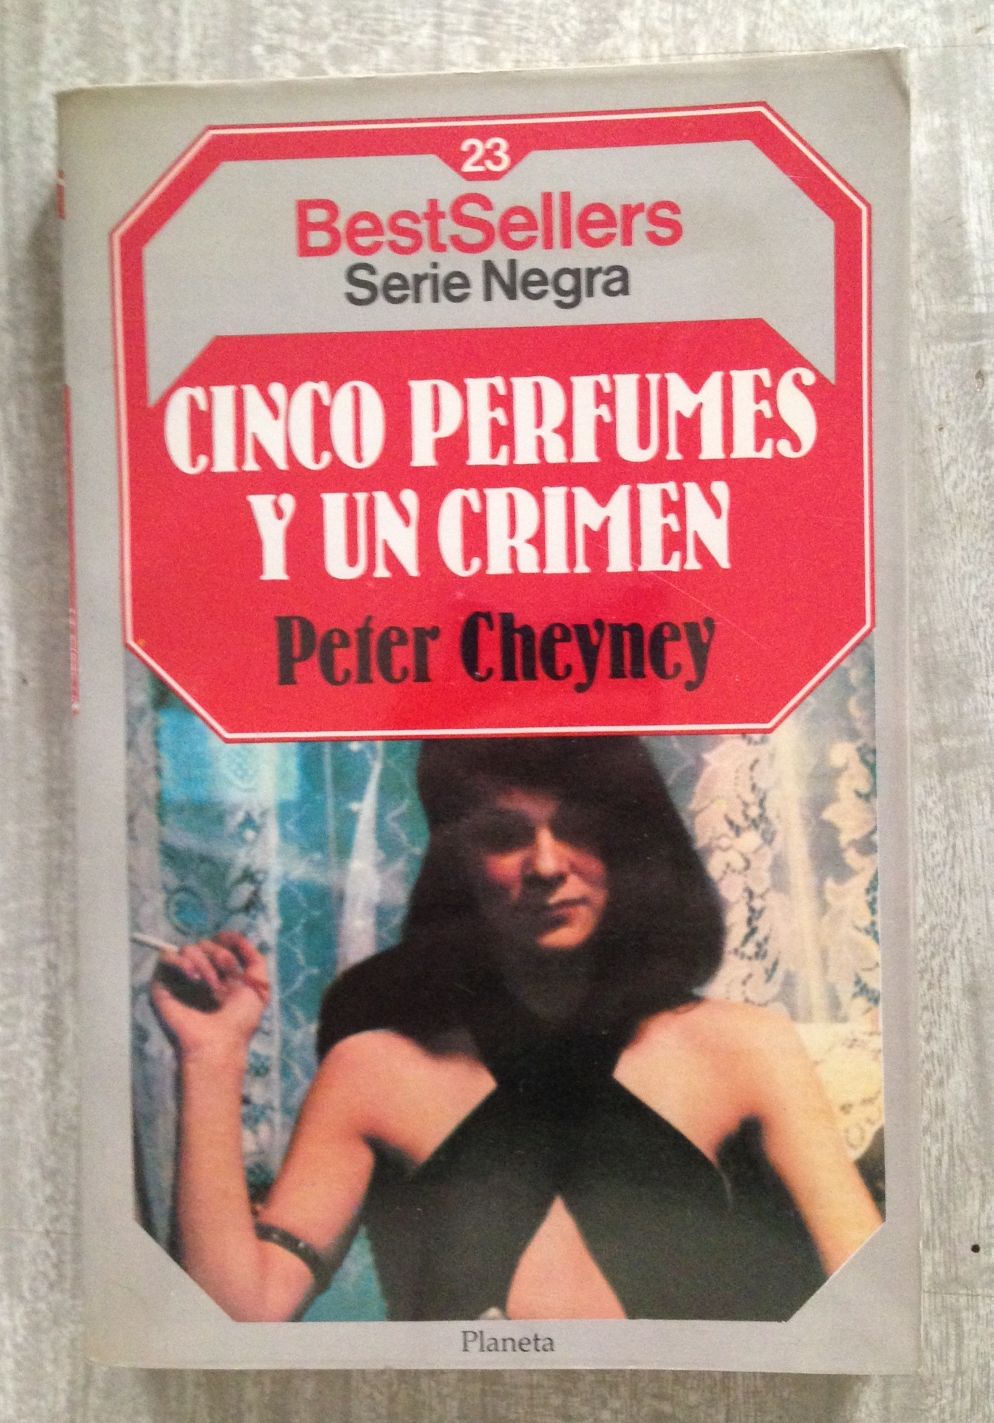 23
BestSellers
Serie Negra
CINCO PERFUMES
Y UN CRIMEN
Peter Cheyney
Planeta